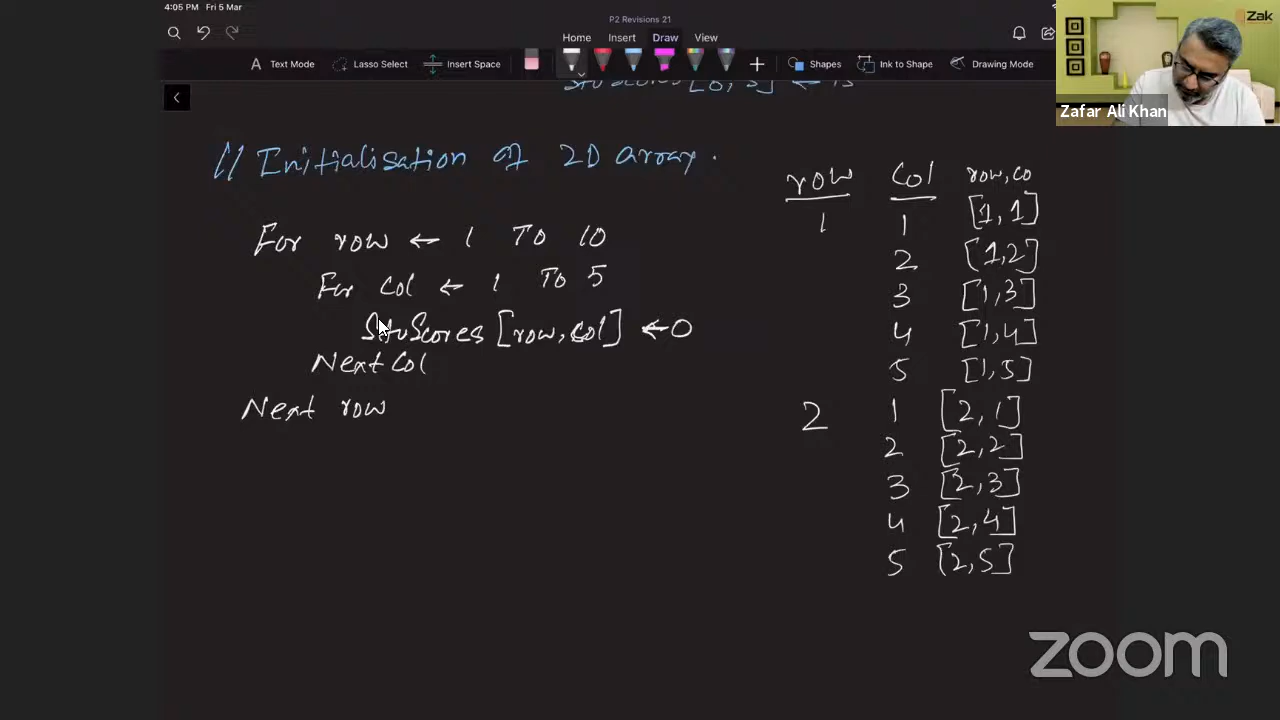 4:05 PM Fri 5 Mar
P2 Revisions 21
Home Insert Draw View
Text Mode Lasso Select Insert Space Shapes Ink to Shape Drawing Mode
Zak
Zafar Ali Khan
StuScores [8, 5] ← 15
// Initialisation of 2D array.
For row ← 1 To 10
For col ← 1 To 5
StuScores [row, col] ← 0
Next Col
Next row
row Col row, co
1 1 [1, 1]
2 [1,2]
3 [1,3]
4 [1,4]
5 [1,5]
2 1 [2, 1]
2 [2,2]
3 [2,3]
4 [2,4]
5 [2,5]
zoom